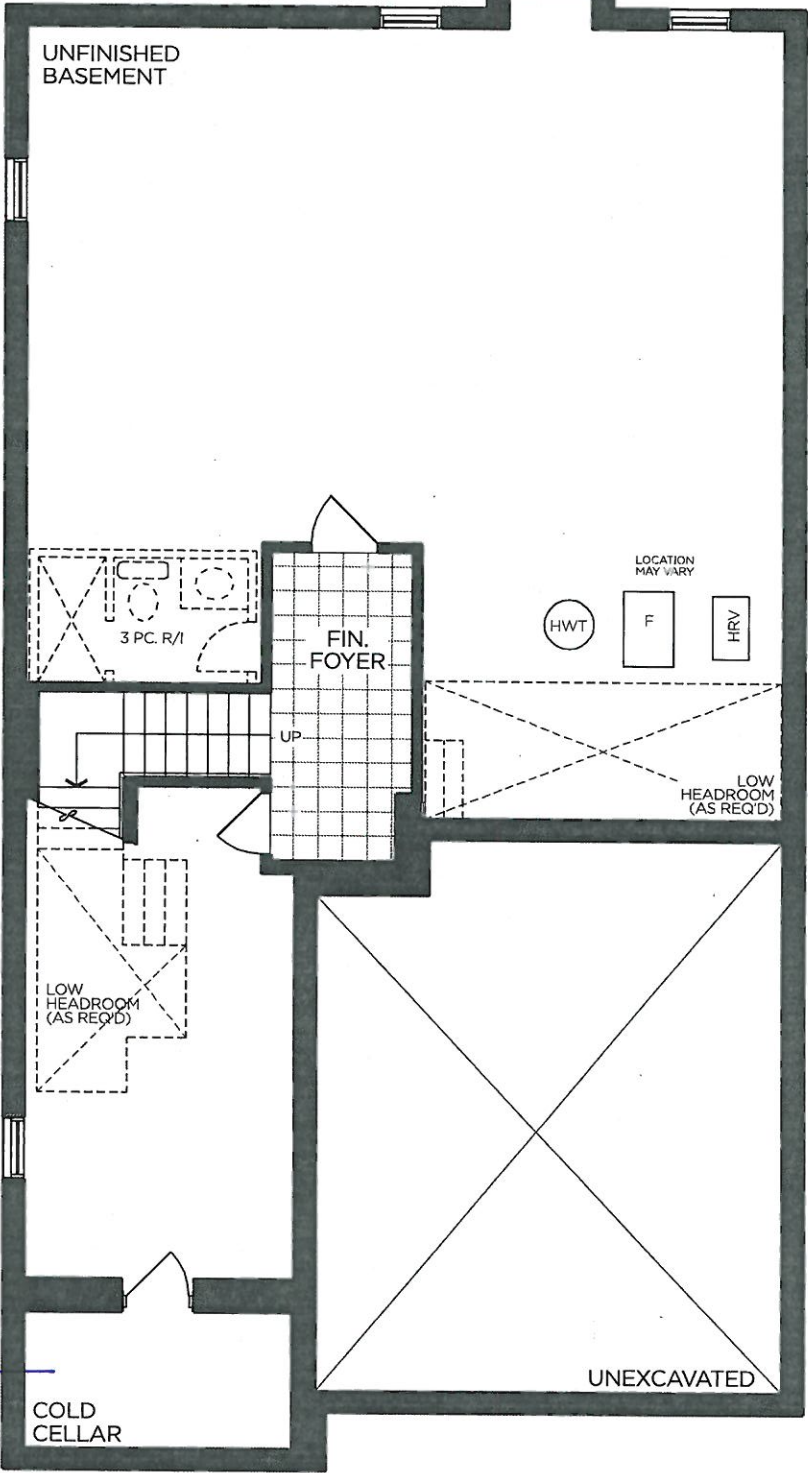 UNFINISHED
BASEMENT
LOCATION
MAY VARY
HWT
F
HRV
3 PC. R/I
FIN.
FOYER
UP
LOW
HEADROOM
(AS REQ'D)
LOW
HEADROOM
(AS REQ'D)
UNEXCAVATED
COLD
CELLAR